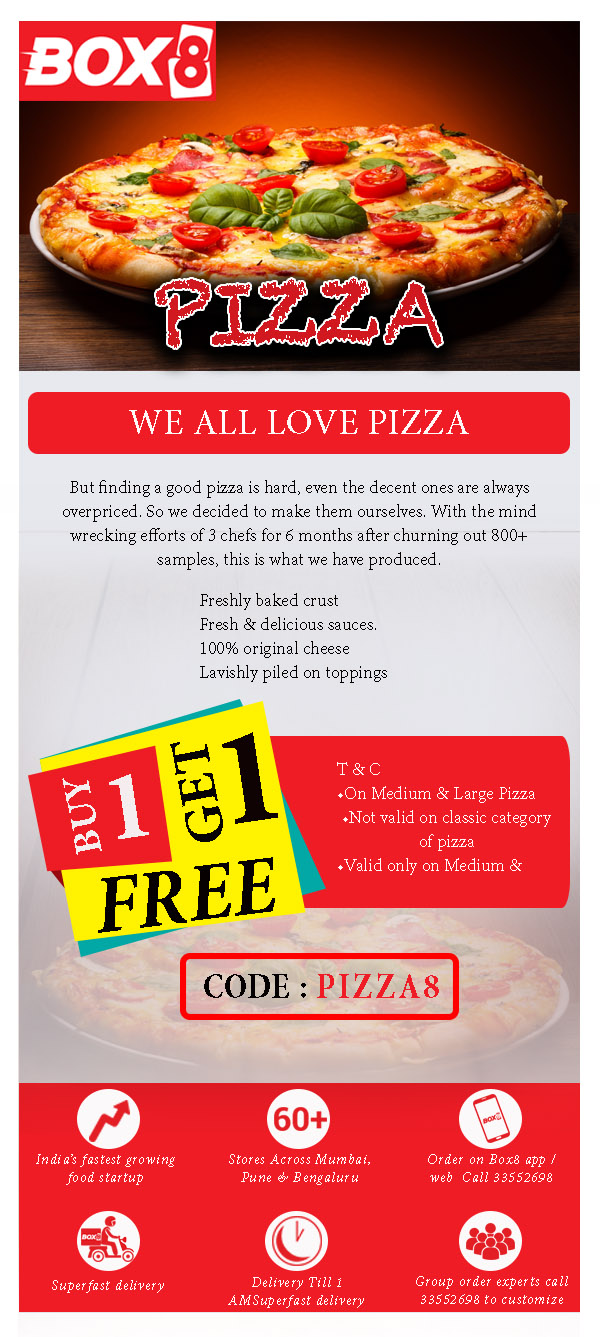 BOX8
PIZZA
WE ALL LOVE PIZZA
But finding a good pizza is hard, even the decent ones are always
overpriced. So we decided to make them ourselves. With the mind
wrecking efforts of 3 chefs for 6 months after churning out 800+
samples, this is what we have produced.
Freshly baked crust
Fresh & delicious sauces.
100% original cheese
Lavishly piled on toppings
BUY 1 GET 1
FREE
T & C
•On Medium & Large Pizza
•Not valid on classic category
of pizza
•Valid only on Medium &
CODE : PIZZA8
60+
BOX8
India's fastest growing
food startup
Stores Across Mumbai,
Pune & Bengaluru
Order on Box8 app /
web Call 33552698
BOX8
Superfast delivery
Delivery Till 1
AMSuperfast delivery
Group order experts call
33552698 to customize